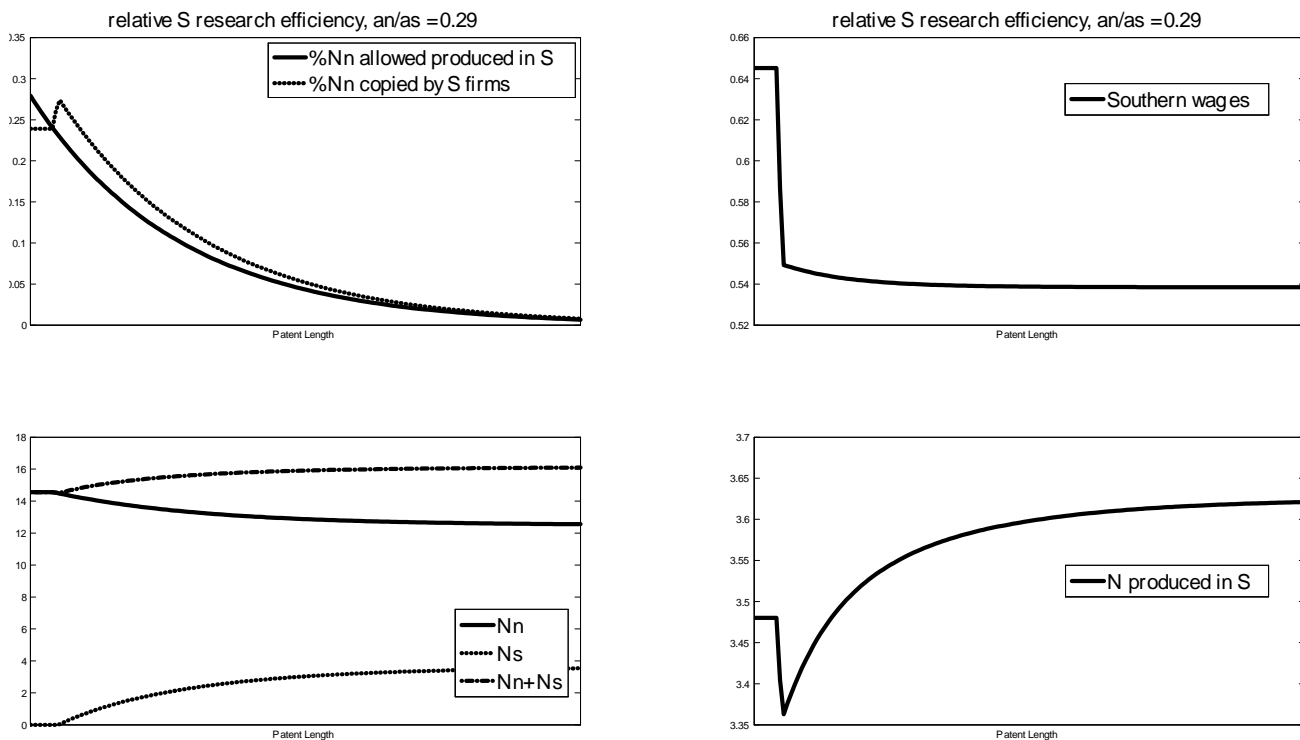 relative S research efficiency, an/as =0.29
0.35
0.3
0.25
0.2
0.15
0.1
0.05
0
%Nn allowed produced in S
%Nn copied by S firms
Patent Length
relative S research efficiency, an/as =0.29
0.66
0.64
0.62
0.6
0.58
0.56
0.54
0.52
Southern wages
Patent Length
18
16
14
12
10
8
6
4
2
0
Nn
Ns
Nn+Ns
Patent Length
3.7
3.65
3.6
3.55
3.5
3.45
3.4
3.35
N produced in S
Patent Length